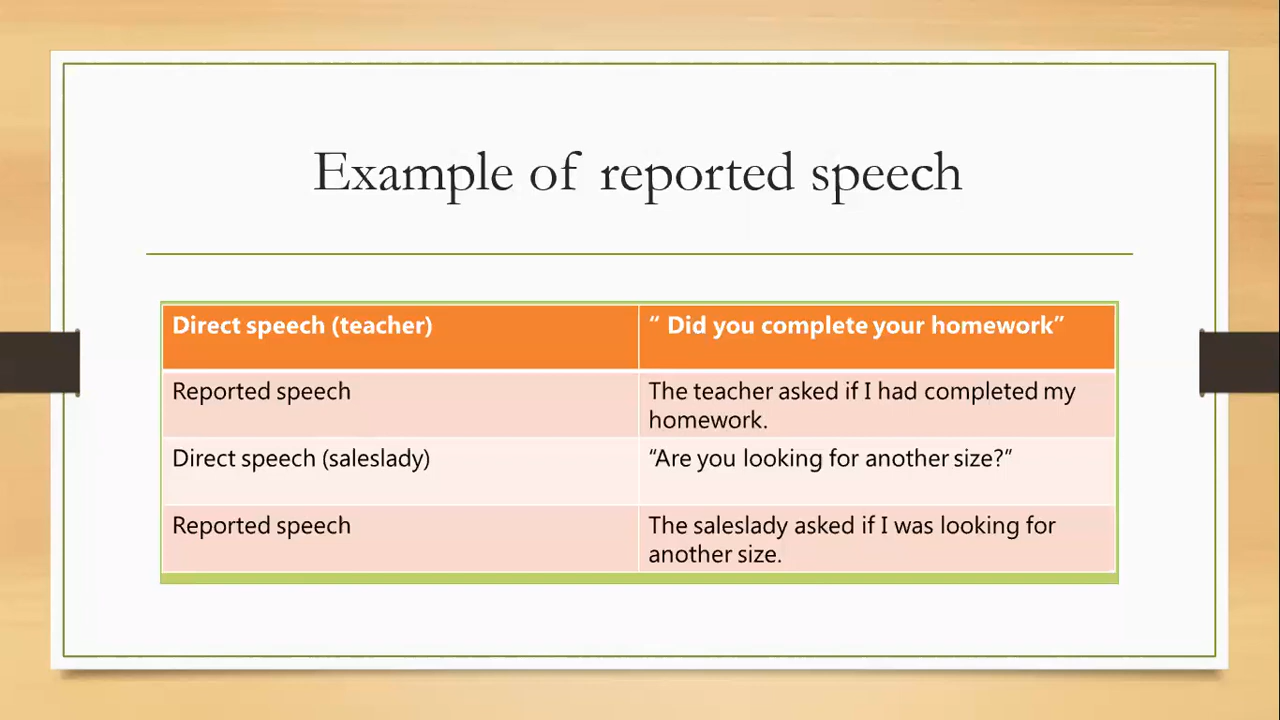 Example of reported speech
Direct speech (teacher)
“ Did you complete your homework”
Reported speech
The teacher asked if I had completed my
homework.
Direct speech (saleslady)
“Are you looking for another size?”
Reported speech
The saleslady asked if I was looking for
another size.